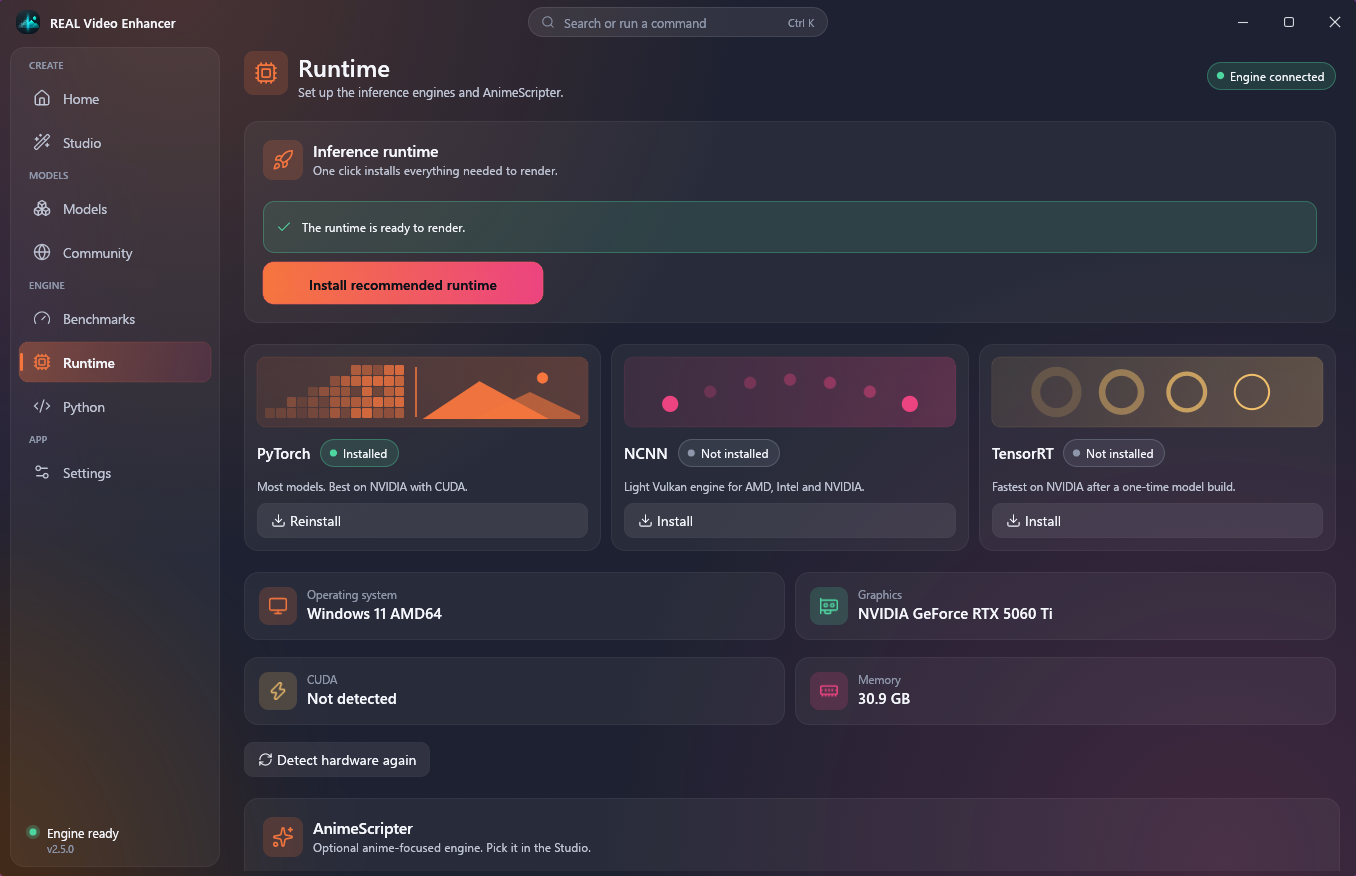 REAL Video Enhancer
Search or run a command
Ctrl K
CREATE
Home
Studio
MODELS
Models
Community
ENGINE
Benchmarks
Runtime
Python
APP
Settings
Engine ready
v2.5.0
Runtime
Set up the inference engines and AnimeScripter.
Engine connected
Inference runtime
One click installs everything needed to render.
The runtime is ready to render.
Install recommended runtime
PyTorch
Installed
Most models. Best on NVIDIA with CUDA.
Reinstall
NCNN
Not installed
Light Vulkan engine for AMD, Intel and NVIDIA.
Install
TensorRT
Not installed
Fastest on NVIDIA after a one-time model build.
Install
Operating system
Windows 11 AMD64
Graphics
NVIDIA GeForce RTX 5060 Ti
CUDA
Not detected
Memory
30.9 GB
Detect hardware again
AnimeScripter
Optional anime-focused engine. Pick it in the Studio.